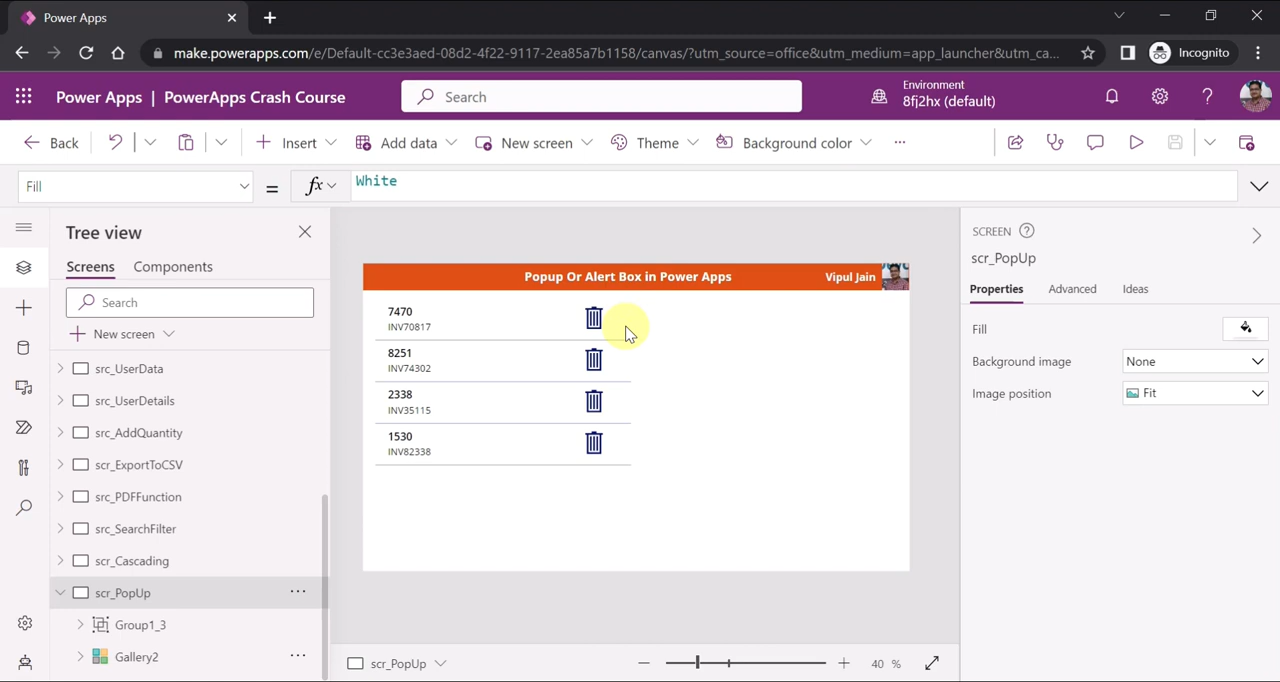 Power Apps
make.powerapps.com/e/Default-cc3e3aed-08d2-4f22-9117-2ea85a7b1158/canvas/?utm_source=office&utm_medium=app_launcher&utm_ca...
Incognito
Power Apps | PowerApps Crash Course
Search
Environment
8fj2hx (default)
Back
Insert
Add data
New screen
Theme
Background color
Fill
=
fx
White
Tree view
Screens
Components
Search
New screen
src_UserData
src_UserDetails
src_AddQuantity
scr_ExportToCSV
src_PDFFunction
src_SearchFilter
scr_Cascading
scr_PopUp
Group1_3
Gallery2
Popup Or Alert Box in Power Apps
Vipul Jain
7470
INV70817
8251
INV74302
2338
INV35115
1530
INV82338
scr_PopUp
40 %
SCREEN
scr_PopUp
Properties
Advanced
Ideas
Fill
Background image
None
Image position
Fit